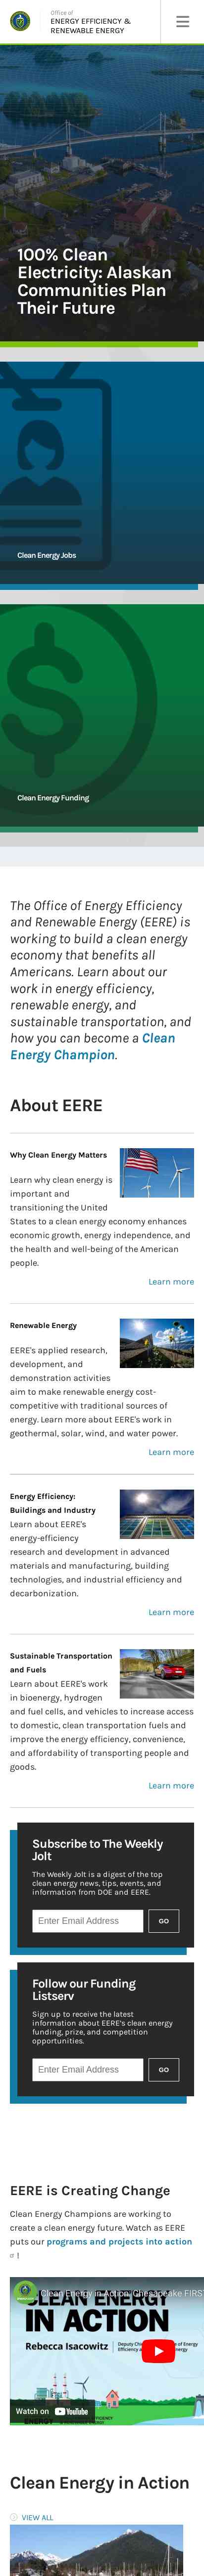 Office of
ENERGY EFFICIENCY &
RENEWABLE ENERGY
100% Clean
Electricity: Alaskan
Communities Plan
Their Future
Clean Energy Jobs
Clean Energy Funding
The Office of Energy Efficiency
and Renewable Energy (EERE) is
working to build a clean energy
economy that benefits all
Americans. Learn about our
work in energy efficiency,
renewable energy, and
sustainable transportation, and
how you can become a Clean
Energy Champion.
About EERE
Why Clean Energy Matters
Learn why clean energy is
important and
transitioning the United
States to a clean energy economy enhances
economic growth, energy independence, and
the health and well-being of the American
people.
Learn more
Renewable Energy
EERE's applied research,
development, and
demonstration activities
aim to make renewable energy cost-
competitive with traditional sources of
energy. Learn more about EERE's work in
geothermal, solar, wind, and water power.
Learn more
Energy Efficiency:
Buildings and Industry
Learn about EERE's
energy-efficiency
research and development in advanced
materials and manufacturing, building
technologies, and industrial efficiency and
decarbonization.
Learn more
Sustainable Transportation
and Fuels
Learn about EERE's work
in bioenergy, hydrogen
and fuel cells, and vehicles to increase access
to domestic, clean transportation fuels and
improve the energy efficiency, convenience,
and affordability of transporting people and
goods.
Learn more
Subscribe to The Weekly
Jolt
The Weekly Jolt is a digest of the top
clean energy news, tips, events, and
information from DOE and EERE.
Enter Email Address
GO
Follow our Funding
Listserv
Sign up to receive the latest
information about EERE's clean energy
funding, prize, and competition
opportunities.
Enter Email Address
GO
EERE is Creating Change
Clean Energy Champions are working to
create a clean energy future. Watch as EERE
puts our programs and projects into action
!
CLEAN ENERGY
IN ACTION
Rebecca Isacowitz
Watch on YouTube
ENERGY
Clean Energy in Action
VIEW ALL